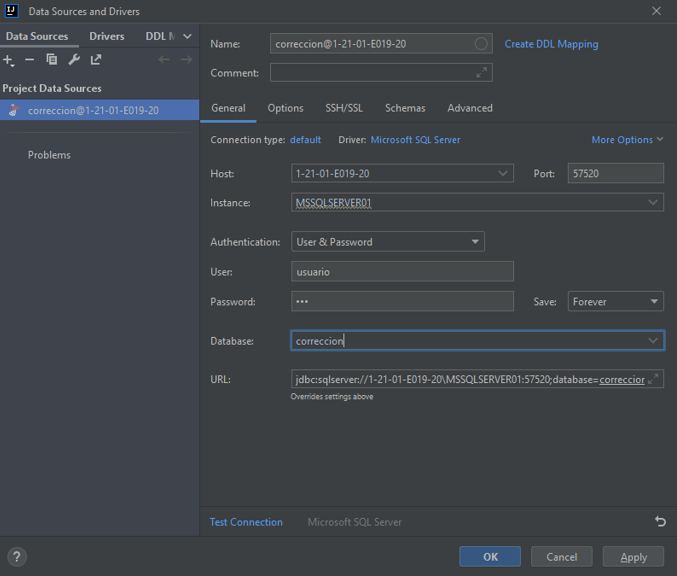 Data Sources and Drivers
Data Sources Drivers DDL M
Project Data Sources
correccion@1-21-01-E019-20
Problems
Name: correccion@1-21-01-E019-20 Create DDL Mapping
Comment:
General Options SSH/SSL Schemas Advanced
Connection type: default Driver: Microsoft SQL Server More Options
Host: 1-21-01-E019-20 Port: 57520
Instance: MSSQLSERVER01
Authentication: User & Password
User: usuario
Password: ••• Save: Forever
Database: correccion
URL: jdbc:sqlserver://1-21-01-E019-20\MSSQLSERVER01:57520;database=correccior
Overrides settings above
Test Connection Microsoft SQL Server
? OK Cancel Apply